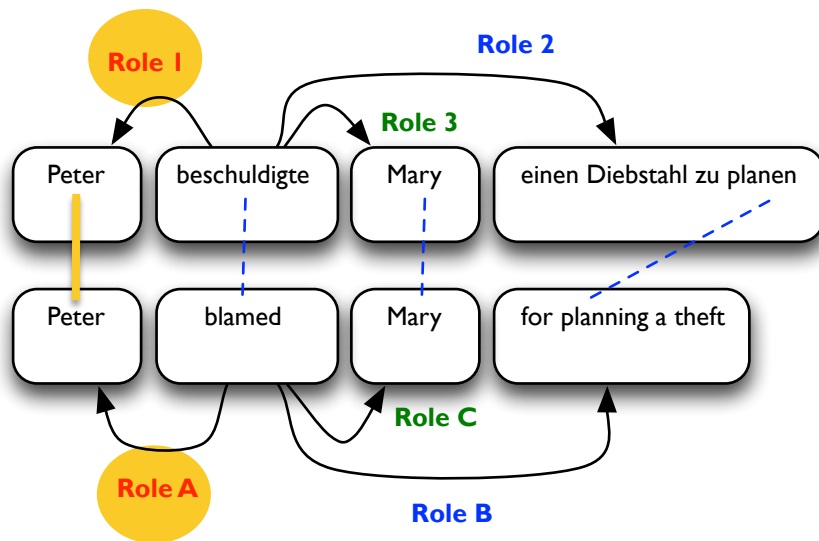 Role 2
Role 1
Role 3
Peter beschuldigte Mary einen Diebstahl zu planen
Peter blamed Mary for planning a theft
Role C
Role A
Role B